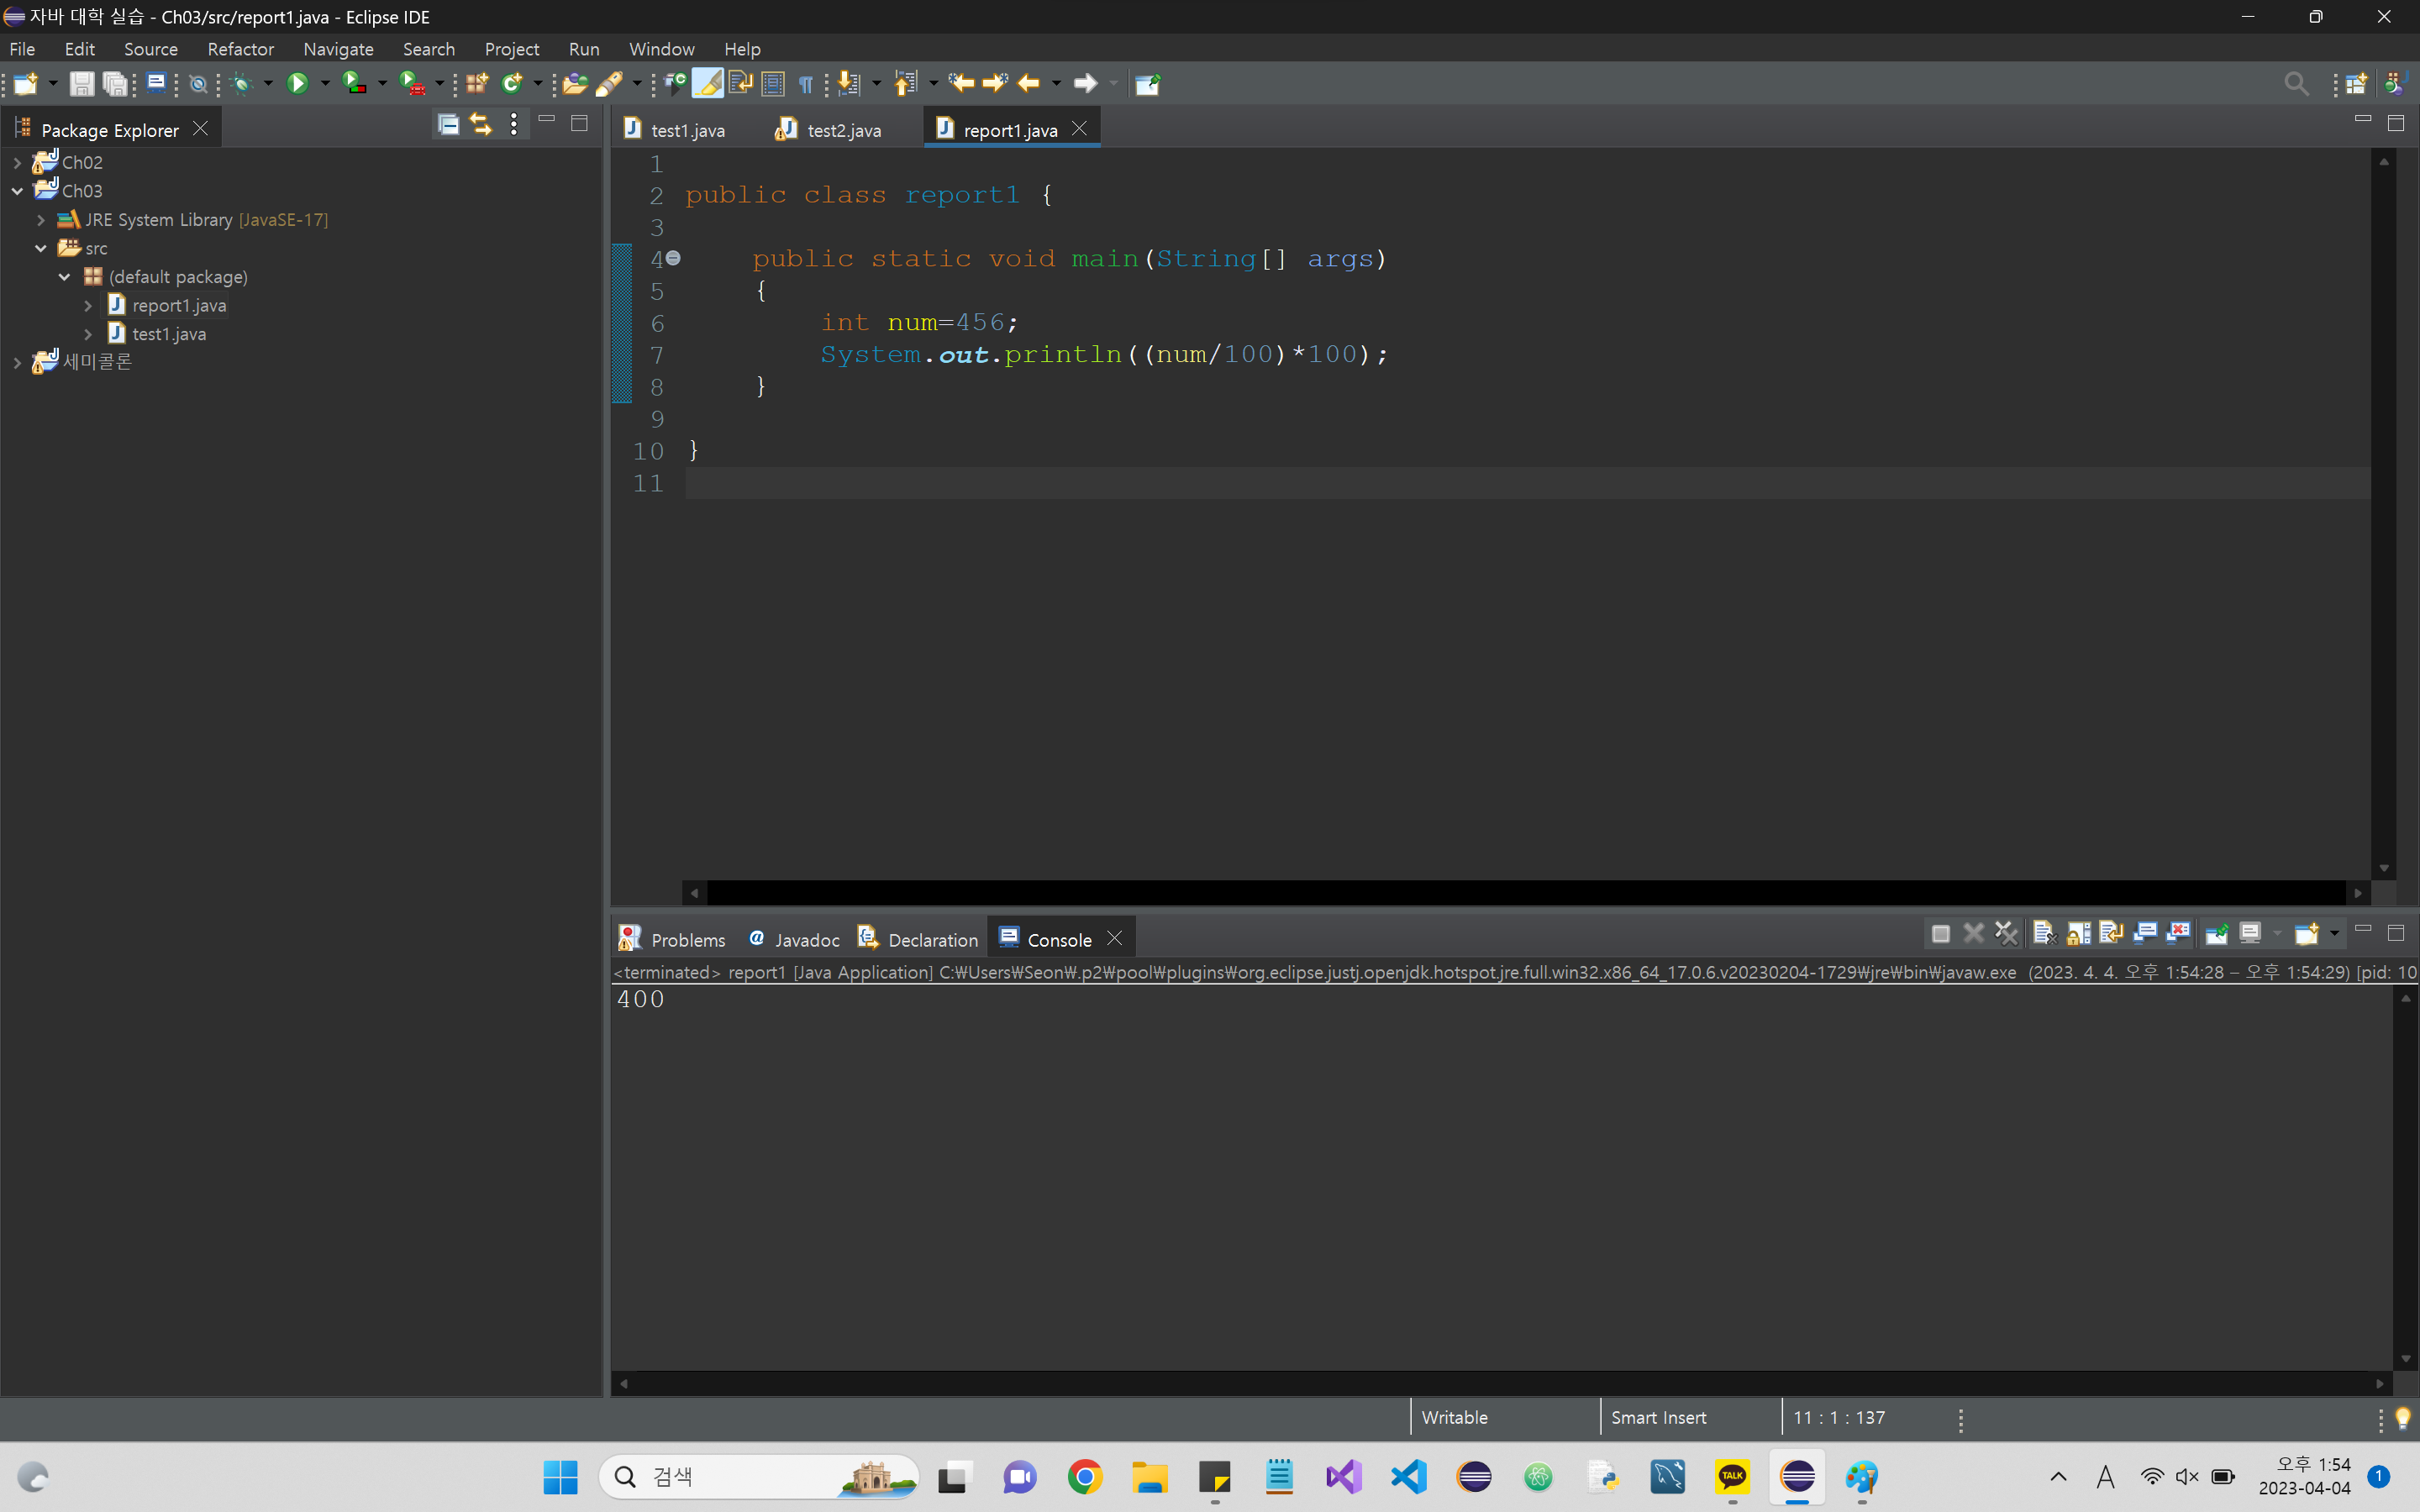 자바 대학 실습 - Ch03/src/report1.java - Eclipse IDE
File Edit Source Refactor Navigate Search Project Run Window Help
Package Explorer
Ch02
Ch03
JRE System Library [JavaSE-17]
src
(default package)
report1.java
test1.java
세미콜론
test1.java test2.java report1.java
1
2 public class report1 {
3
4 public static void main(String[] args)
5 {
6 int num=456;
7 System.out.println((num/100)*100);
8 }
9
10 }
11
Problems @ Javadoc Declaration Console
<terminated> report1 [Java Application] C:₩Users₩Seon₩.p2₩pool₩plugins₩org.eclipse.justj.openjdk.hotspot.jre.full.win32.x86_64_17.0.6.v20230204-1729₩jre₩bin₩javaw.exe (2023. 4. 4. 오후 1:54:28 – 오후 1:54:29) [pid: 10
400
Writable Smart Insert 11 : 1 : 137
검색 TALK A 오후 1:54
2023-04-04 1